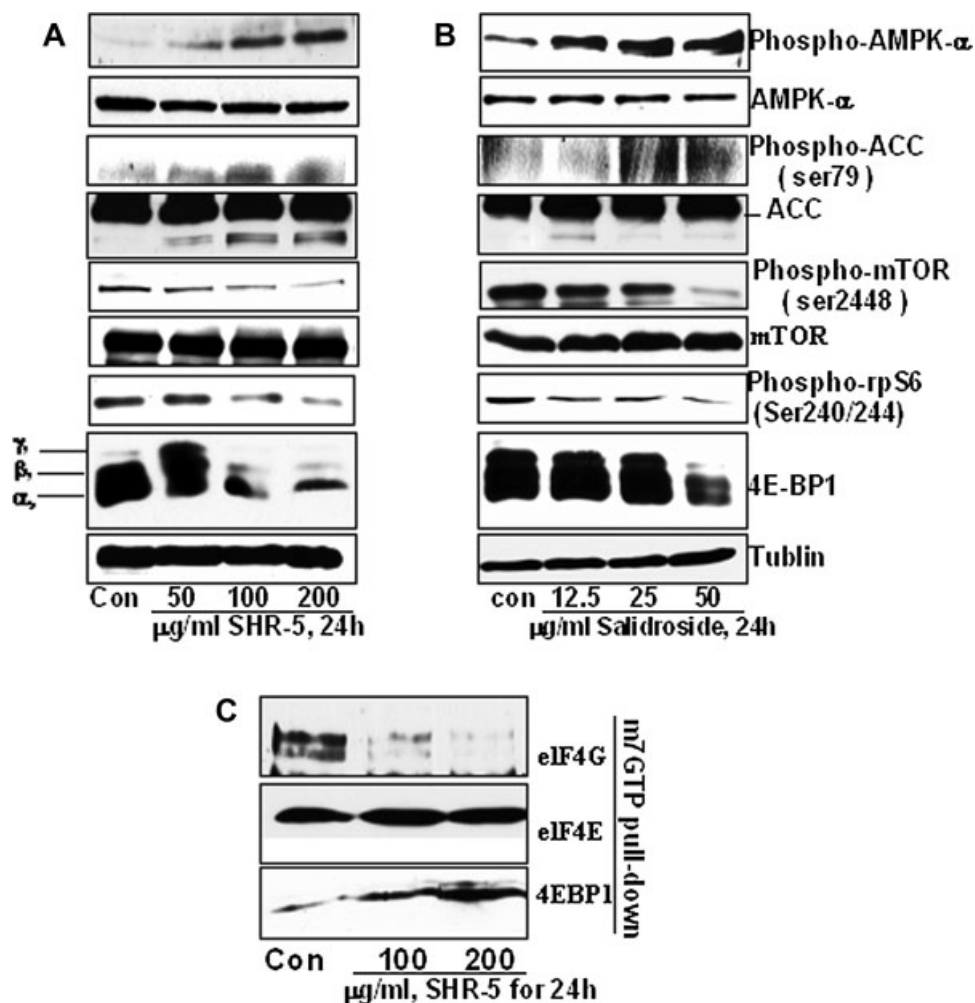 A
B
Phospho-AMPK-α
AMPK-α
Phospho-ACC
( ser79 )
ACC
Phospho-mTOR
( ser2448 )
mTOR
Phospho-rpS6
(Ser240/244)
γ,
β,
α,
4E-BP1
Tublin
Con 50 100 200
μg/ml SHR-5, 24h
con 12.5 25 50
μg/ml Salidroside, 24h
C
eIF4G
eIF4E
4EBP1
m7GTP pull-down
Con 100 200
μg/ml, SHR-5 for 24h